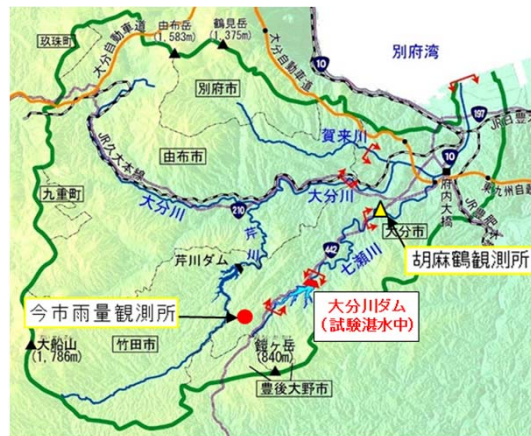 玖珠町
大分自動車道
由布岳
(1,583m)
鶴見岳
(1,375m)
大分自動車道
別府湾
10
別府市
197
JR日豊
賀来川
由布市
10
JR久大本線
九重町
大分川
大分川
府内大橋
東九州自
210
大分市
芹川
442
七瀬川
胡麻鶴観測所
芹川ダム
今市雨量観測所
大分川ダム
(試験湛水中)
大船山
(1,786m)
竹田市
鎧ヶ岳
(840m)
豊後大野市